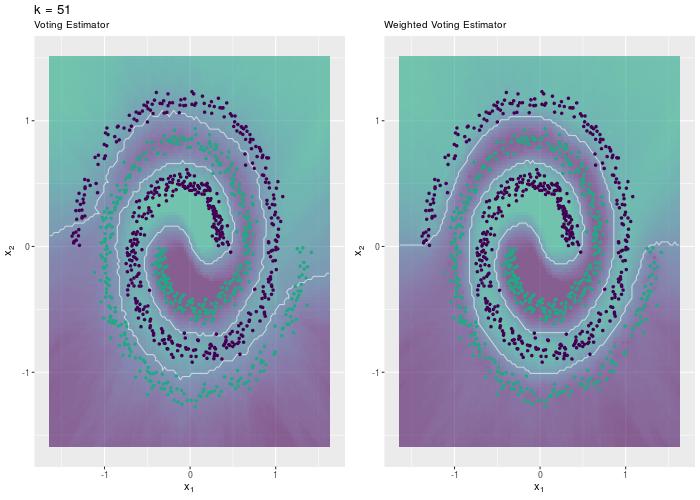 k = 51
Voting Estimator
Weighted Voting Estimator
1
0
-1
x₂
-1
0
1
x₁
1
0
-1
x₂
-1
0
1
x₁